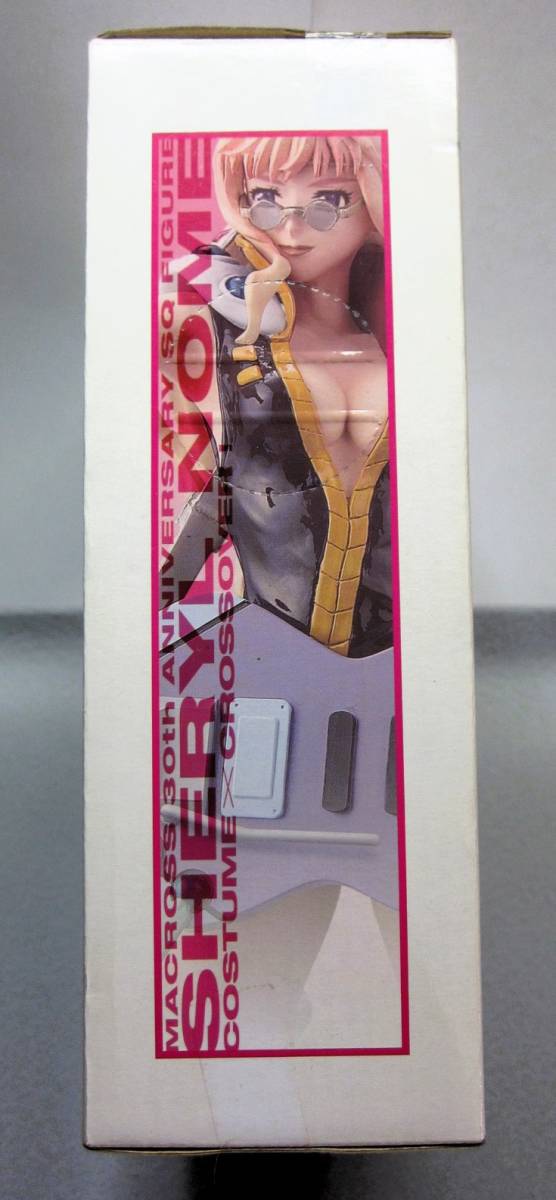 MACROSS 30th ANNIVERSARY SQ FIGURE
SHERYL NOME
COSTUME × CROSSOVER!